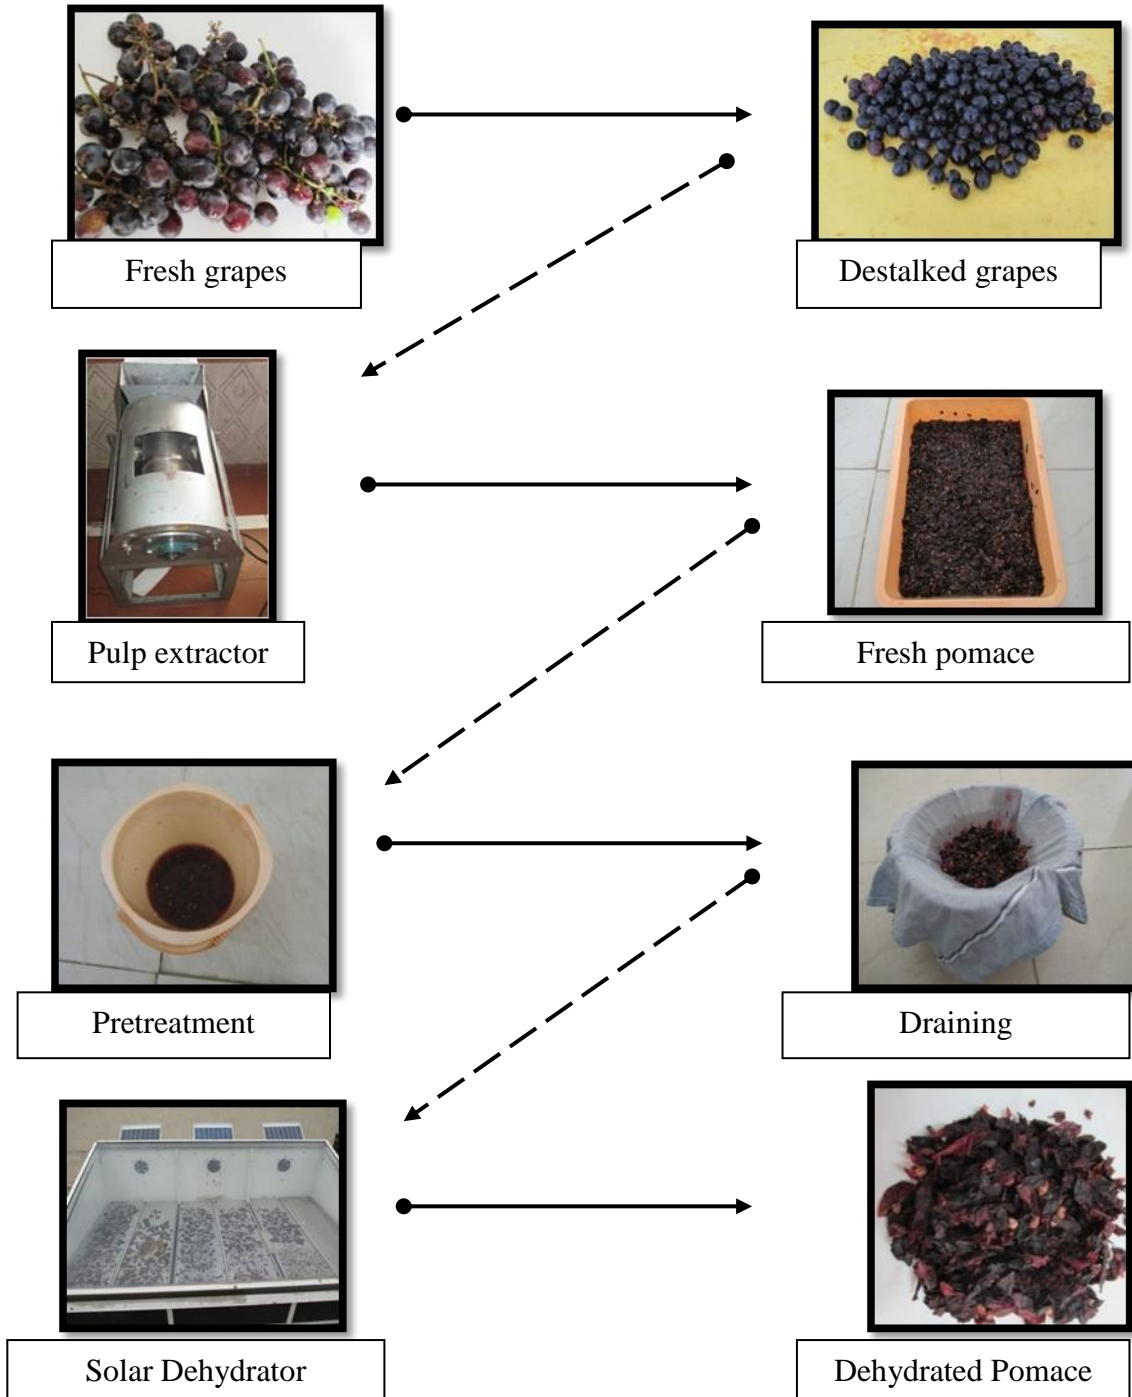 Fresh grapes
Destalked grapes
Pulp extractor
Fresh pomace
Pretreatment
Draining
Solar Dehydrator
Dehydrated Pomace